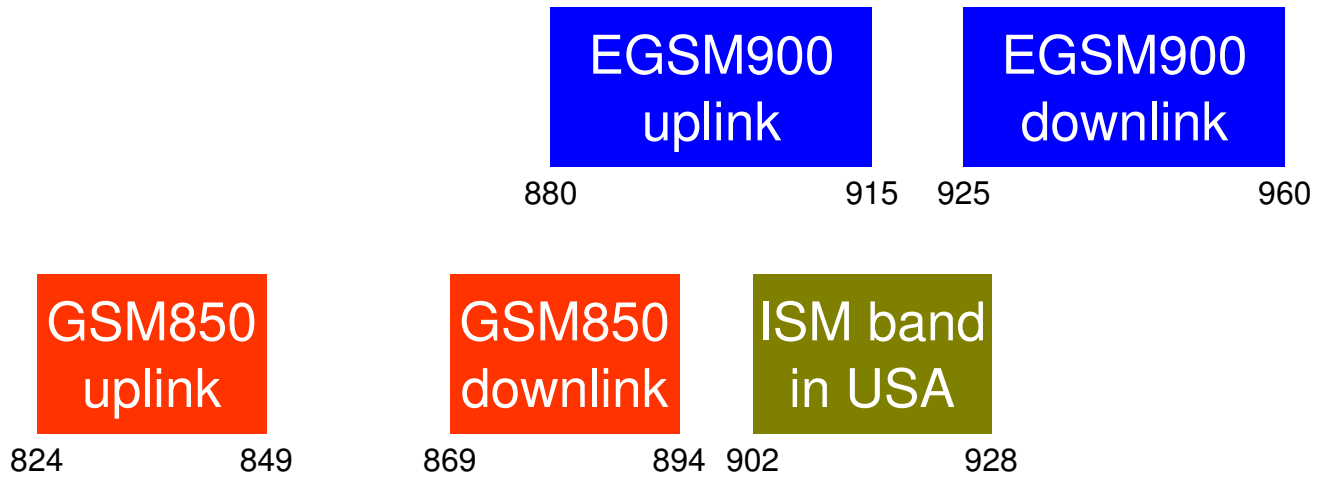 EGSM900
uplink
EGSM900
downlink
880
915
925
960
GSM850
uplink
GSM850
downlink
ISM band
in USA
824
849
869
894
902
928